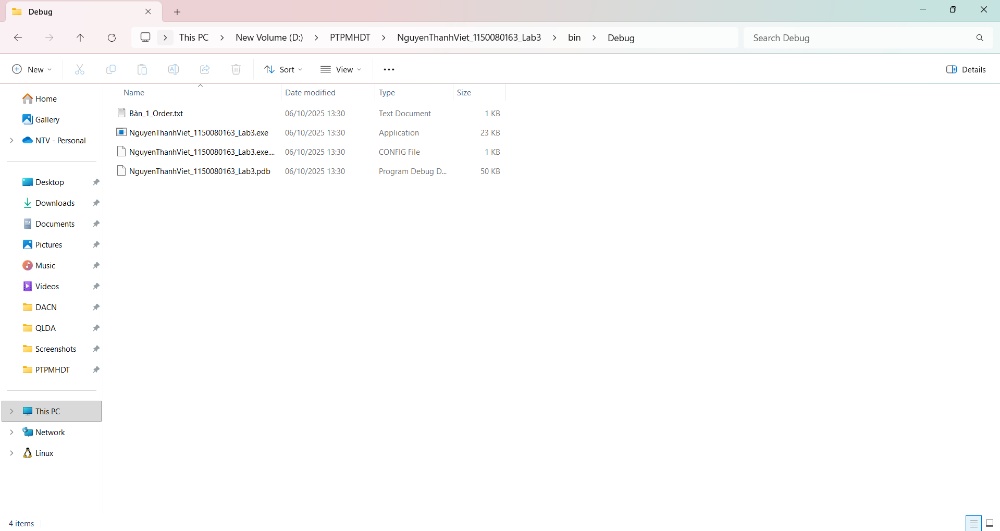 Debug
This PC > New Volume (D:) > PTPMHDT > NguyenThanhViet_1150080163_Lab3 > bin > Debug
Search Debug
New
Sort
View
Details
Name Date modified Type Size
Bàn_1_Order.txt 06/10/2025 13:30 Text Document 1 KB
NguyenThanhViet_1150080163_Lab3.exe 06/10/2025 13:30 Application 23 KB
NguyenThanhViet_1150080163_Lab3.exe.... 06/10/2025 13:30 CONFIG File 1 KB
NguyenThanhViet_1150080163_Lab3.pdb 06/10/2025 13:30 Program Debug D... 50 KB
Home
Gallery
NTV - Personal
Desktop
Downloads
Documents
Pictures
Music
Videos
DACN
QLDA
Screenshots
PTPMHDT
This PC
Network
Linux
4 items